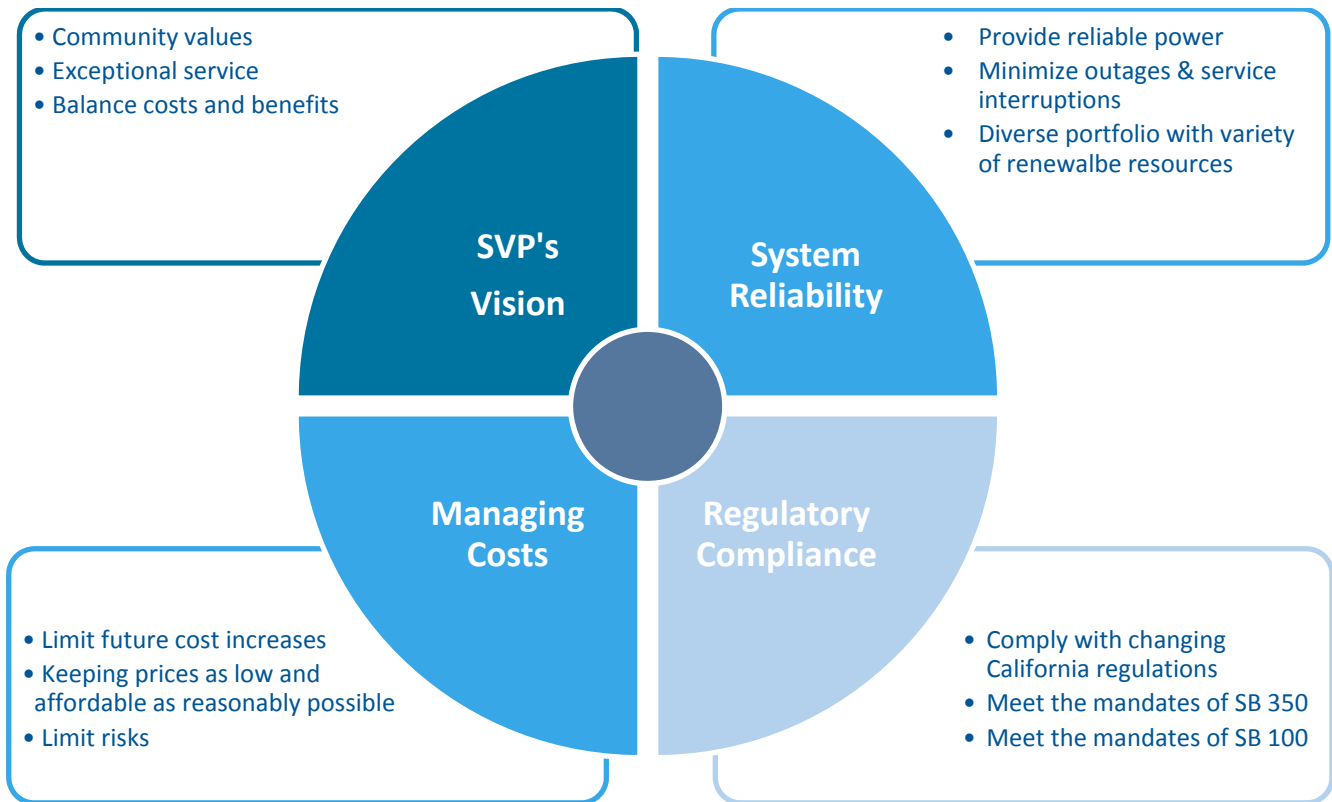 • Community values
• Exceptional service
• Balance costs and benefits
• Provide reliable power
• Minimize outages & service
interruptions
• Diverse portfolio with variety
of renewalbe resources
SVP's
Vision
System
Reliability
Managing
Costs
Regulatory
Compliance
• Limit future cost increases
• Keeping prices as low and
affordable as reasonably possible
• Limit risks
• Comply with changing
California regulations
• Meet the mandates of SB 350
• Meet the mandates of SB 100